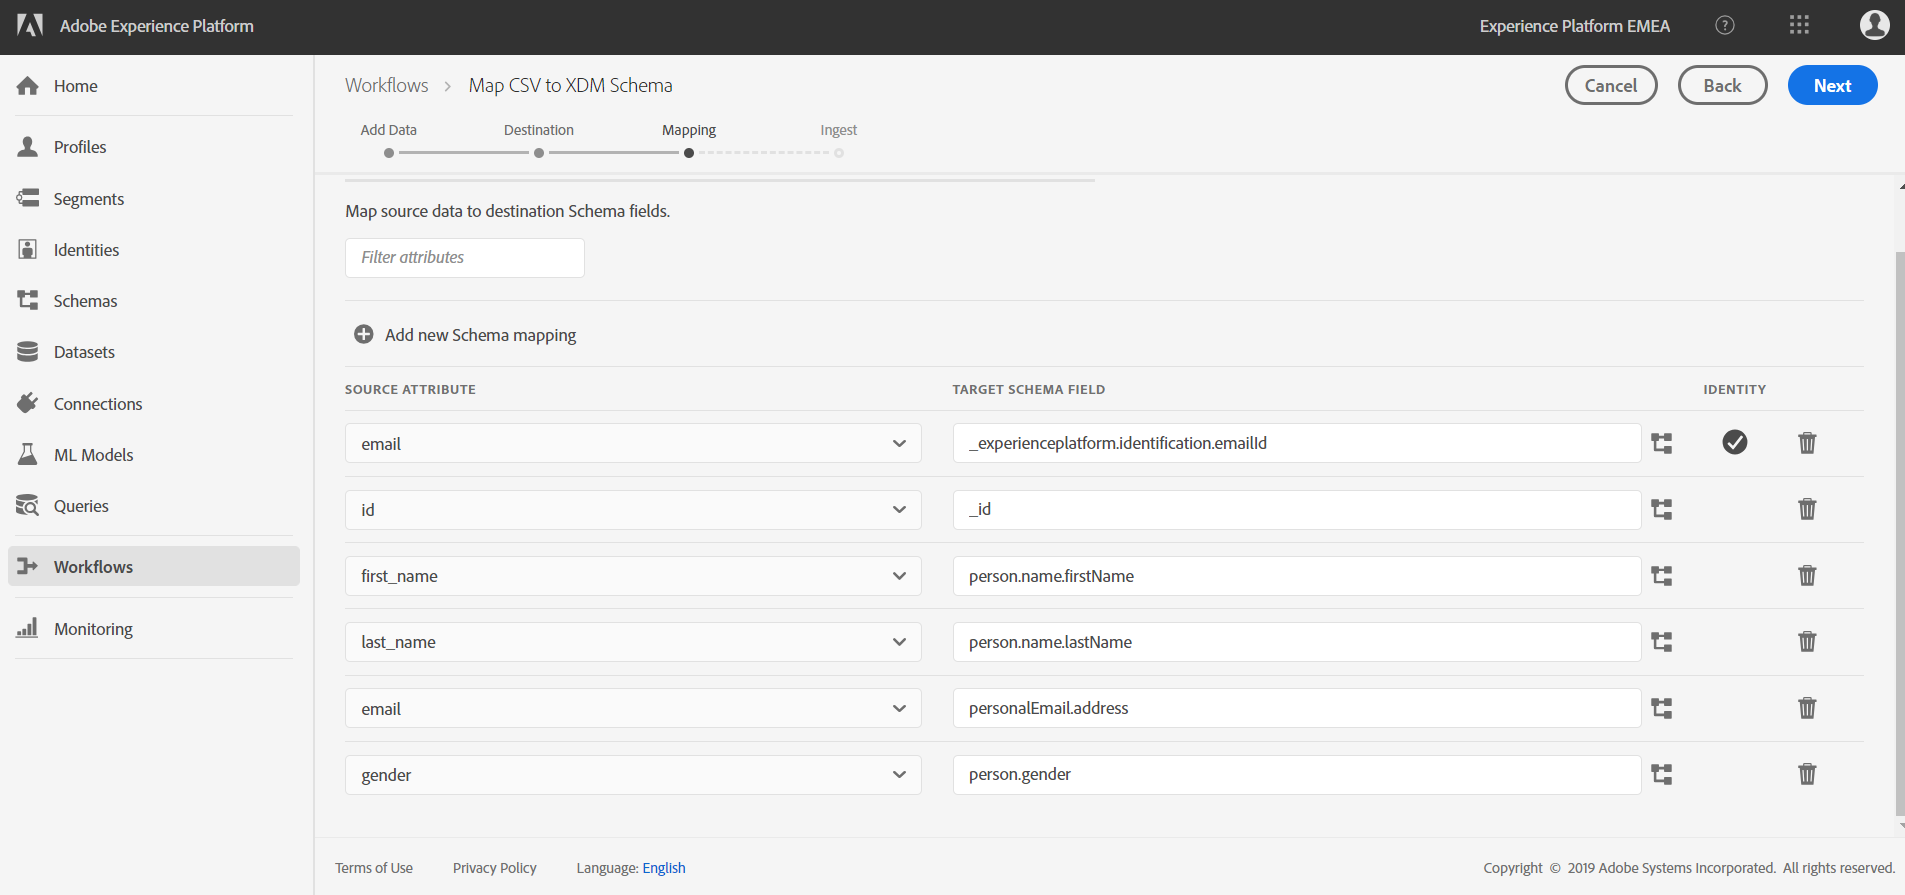 Adobe Experience Platform
Experience Platform EMEA
?
Home
Profiles
Segments
Identities
Schemas
Datasets
Connections
ML Models
Queries
Workflows
Monitoring
Workflows > Map CSV to XDM Schema
Cancel
Back
Next
Add Data
Destination
Mapping
Ingest
Map source data to destination Schema fields.
Filter attributes
Add new Schema mapping
SOURCE ATTRIBUTE TARGET SCHEMA FIELD IDENTITY
email _experienceplatform.identification.emailId
id _id
first_name person.name.firstName
last_name person.name.lastName
email personalEmail.address
gender person.gender
Terms of Use Privacy Policy Language: English Copyright © 2019 Adobe Systems Incorporated. All rights reserved.